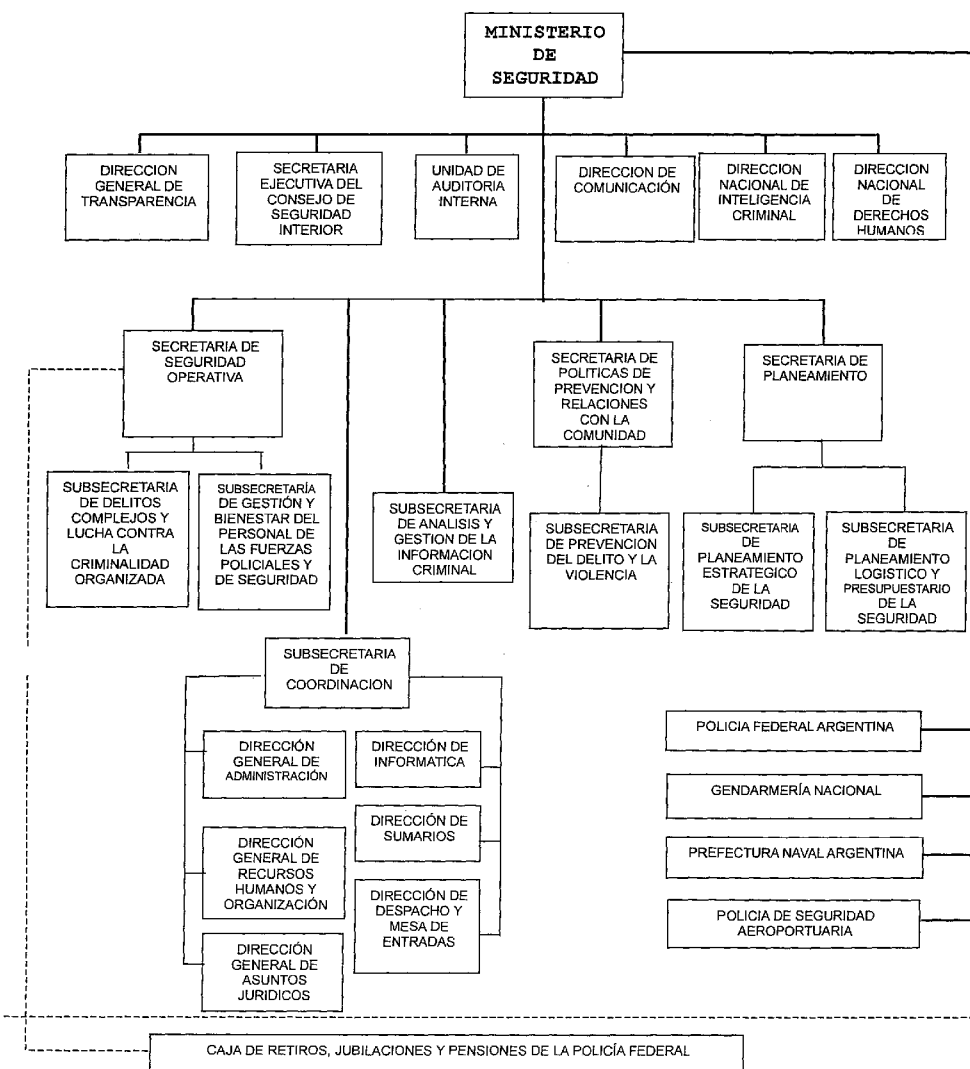 MINISTERIO
DE
SEGURIDAD
DIRECCION
GENERAL DE
TRANSPARENCIA
SECRETARIA
EJECUTIVA DEL
CONSEJO DE
SEGURIDAD
INTERIOR
UNIDAD DE
AUDITORIA
INTERNA
DIRECCION DE
COMUNICACIÓN
DIRECCION
NACIONAL DE
INTELIGENCIA
CRIMINAL
DIRECCION
NACIONAL
DE
DERECHOS
HUMANOS
SECRETARIA DE
SEGURIDAD
OPERATIVA
SECRETARIA DE
POLITICAS DE
PREVENCION Y
RELACIONES
CON LA
COMUNIDAD
SECRETARIA DE
PLANEAMIENTO
SUBSECRETARIA
DE DELITOS
COMPLEJOS Y
LUCHA CONTRA
LA
CRIMINALIDAD
ORGANIZADA
SUBSECRETARÍA
DE GESTIÓN Y
BIENESTAR DEL
PERSONAL DE
LAS FUERZAS
POLICIALES Y
DE SEGURIDAD
SUBSECRETARIA
DE ANALISIS Y
GESTION DE LA
INFORMACION
CRIMINAL
SUBSECRETARIA
DE PREVENCION
DEL DELITO Y LA
VIOLENCIA
SUBSECRETARIA
DE
PLANEAMIENTO
ESTRATEGICO
DE LA
SEGURIDAD
SUBSECRETARIA
DE
PLANEAMIENTO
LOGISTICO Y
PRESUPUESTARIO
DE LA
SEGURIDAD
SUBSECRETARIA
DE
COORDINACION
DIRECCIÓN
GENERAL DE
ADMINISTRACIÓN
DIRECCIÓN DE
INFORMATICA
DIRECCIÓN DE
SUMARIOS
DIRECCIÓN
GENERAL DE
RECURSOS
HUMANOS Y
ORGANIZACIÓN
DIRECCIÓN DE
DESPACHO Y
MESA DE
ENTRADAS
DIRECCIÓN
GENERAL DE
ASUNTOS
JURIDICOS
POLICIA FEDERAL ARGENTINA
GENDARMERÍA NACIONAL
PREFECTURA NAVAL ARGENTINA
POLICIA DE SEGURIDAD
AEROPORTUARIA
CAJA DE RETIROS, JUBILACIONES Y PENSIONES DE LA POLICÍA FEDERAL